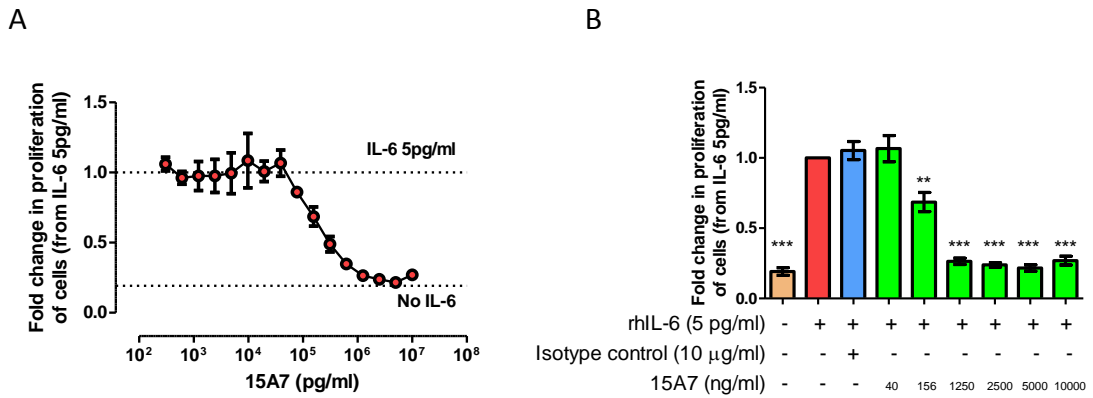 A
Fold change in proliferation
of cells (from IL-6 5pg/ml)
1.5
1.0
0.5
0.0
IL-6 5pg/ml
No IL-6
10² 10³ 10⁴ 10⁵ 10⁶ 10⁷ 10⁸
15A7 (pg/ml)
B
Fold change in proliferation
of cells (from IL-6 5pg/ml)
1.5
1.0
0.5
0.0
*** ** *** *** *** ***
rhIL-6 (5 pg/ml) - + + + + + + + +
Isotype control (10 μg/ml) - - + - - - - - -
15A7 (ng/ml) - - - 40 156 1250 2500 5000 10000